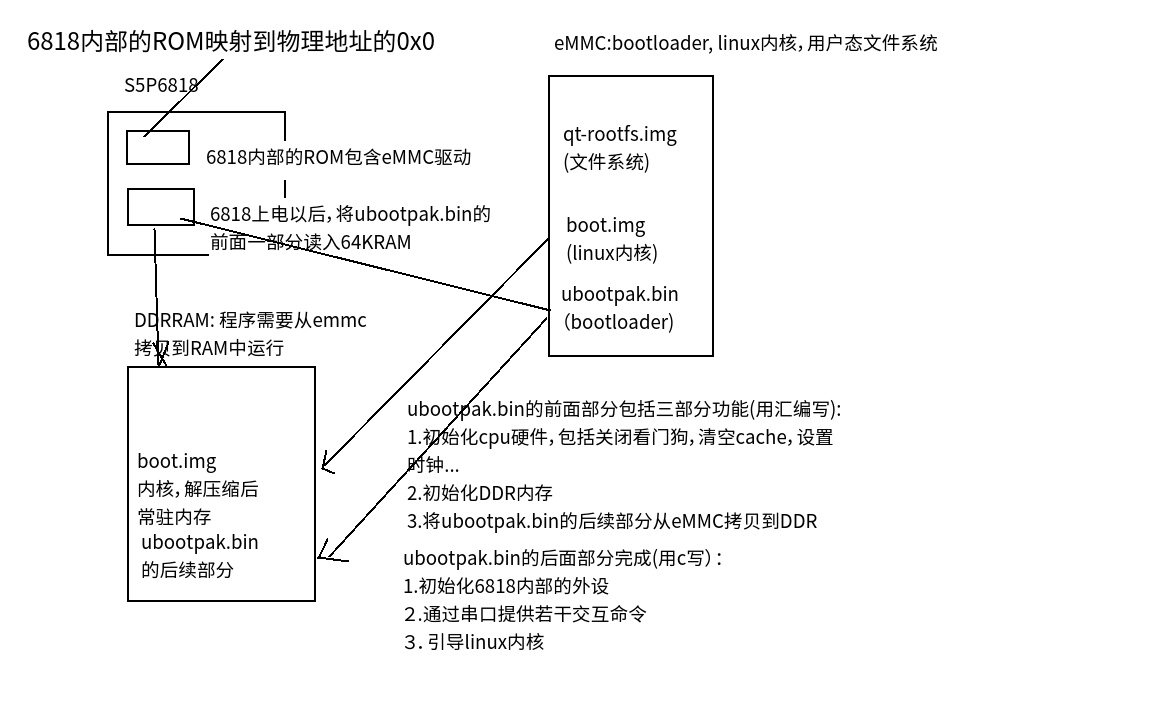 6818内部的ROM映射到物理地址的0x0
eMMC:bootloader, linux内核, 用户态文件系统
S5P6818
6818内部的ROM包含eMMC驱动
6818上电以后, 将ubootpak.bin的
前面一部分读入64KRAM
qt-rootfs.img
(文件系统)
boot.img
(linux内核)
ubootpak.bin
（bootloader)
DDRRAM: 程序需要从emmc
拷贝到RAM中运行
boot.img
内核, 解压缩后
常驻内存
ubootpak.bin
的后续部分
ubootpak.bin的前面部分包括三部分功能(用汇编写):
1.初始化cpu硬件, 包括关闭看门狗, 清空cache, 设置
时钟...
2.初始化DDR内存
3.将ubootpak.bin的后续部分从eMMC拷贝到DDR
ubootpak.bin的后面部分完成(用c写）：
1.初始化6818内部的外设
２.通过串口提供若干交互命令
３. 引导linux内核